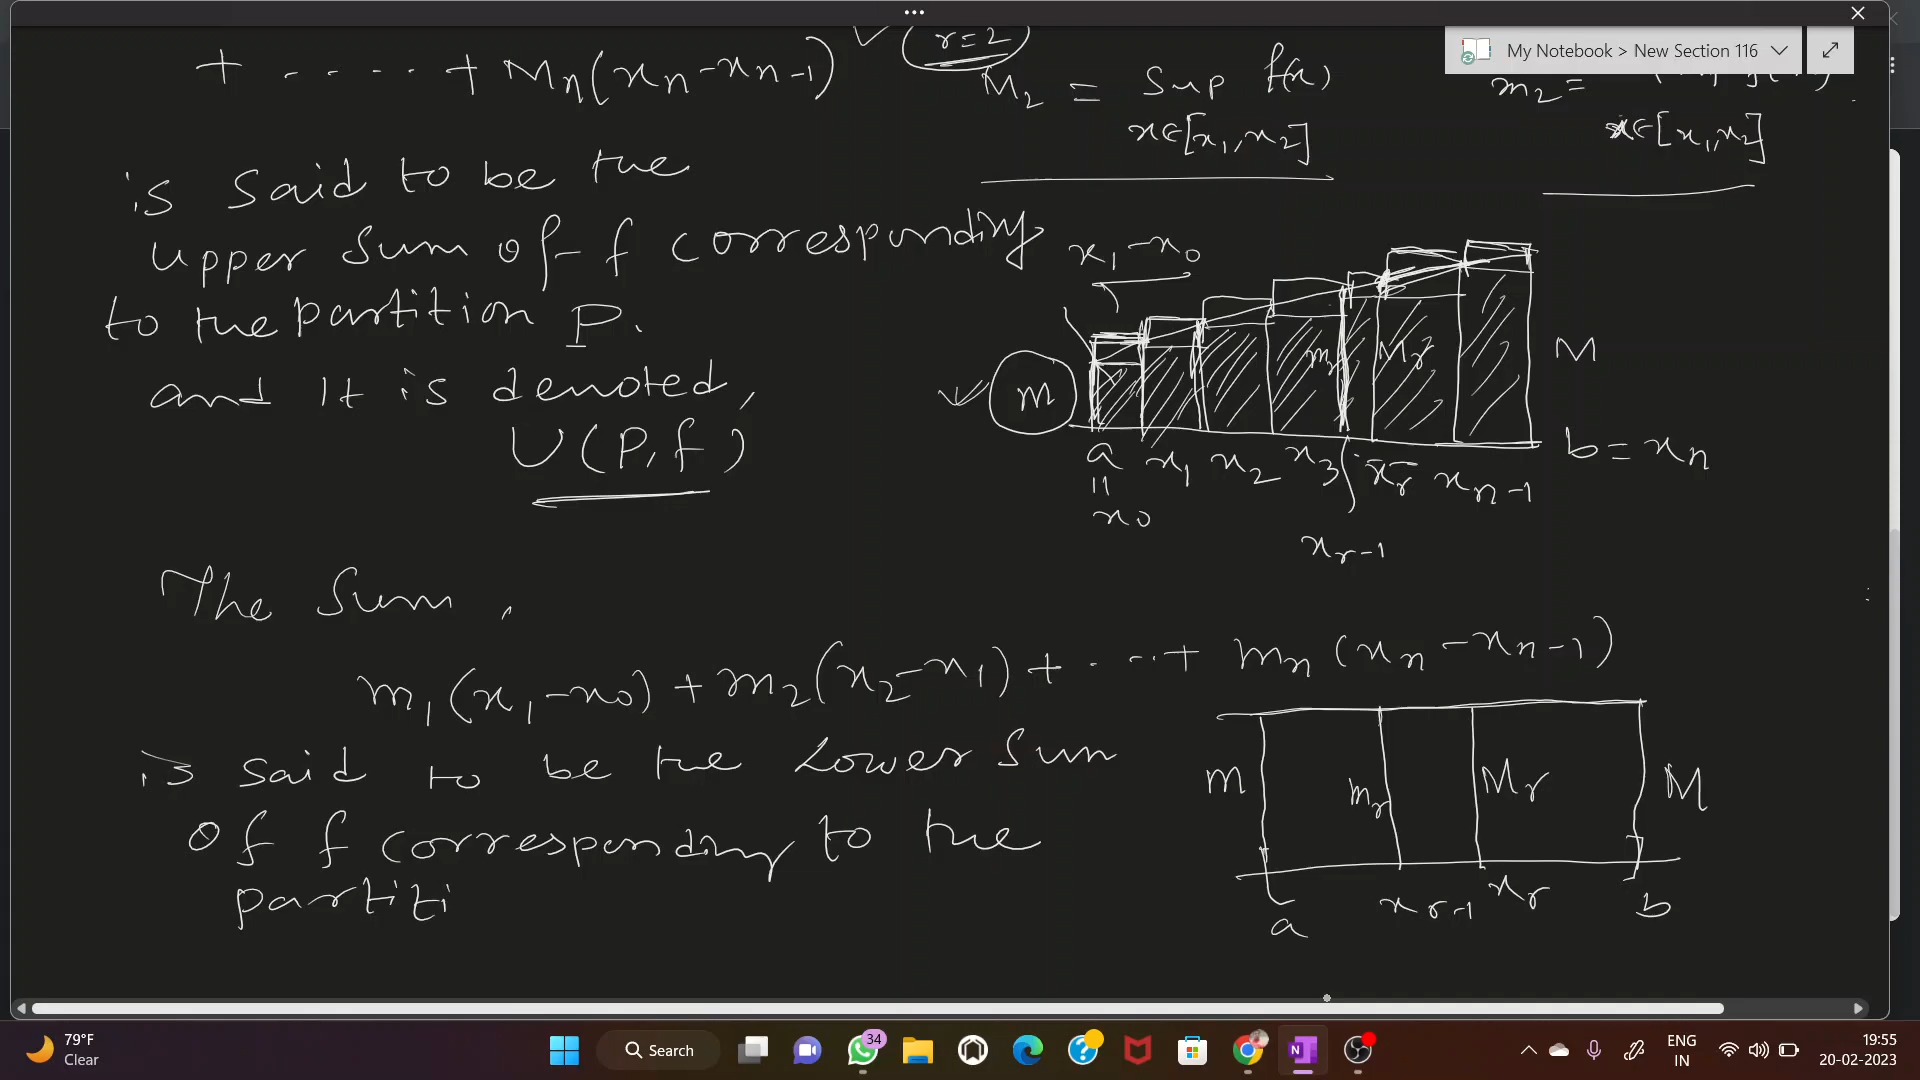 ...
My Notebook > New Section 116
r=2
+ ..... + Mn(xn-xn-1)
M2 = Sup f(x)
x∈[x1,x2]
m2=
x∈[x1,x2]
is said to be the
upper sum of f corresponding
to the partition P.
and it is denoted,
U(P,f)
x1-x0
m
mr
Mr
M
a
x1
x2
x3
xr
xn-1
b=xn
=
x0
xr-1
The Sum,
m1(x1-x0)+m2(x2-x1)+....+ mn(xn-xn-1)
is said to be the Lower Sum
of f corresponding to the
partiti
m
mr
Mr
M
a
xr-1
xr
b
79°F
Clear
Search
34
ENG
IN
19:55
20-02-2023